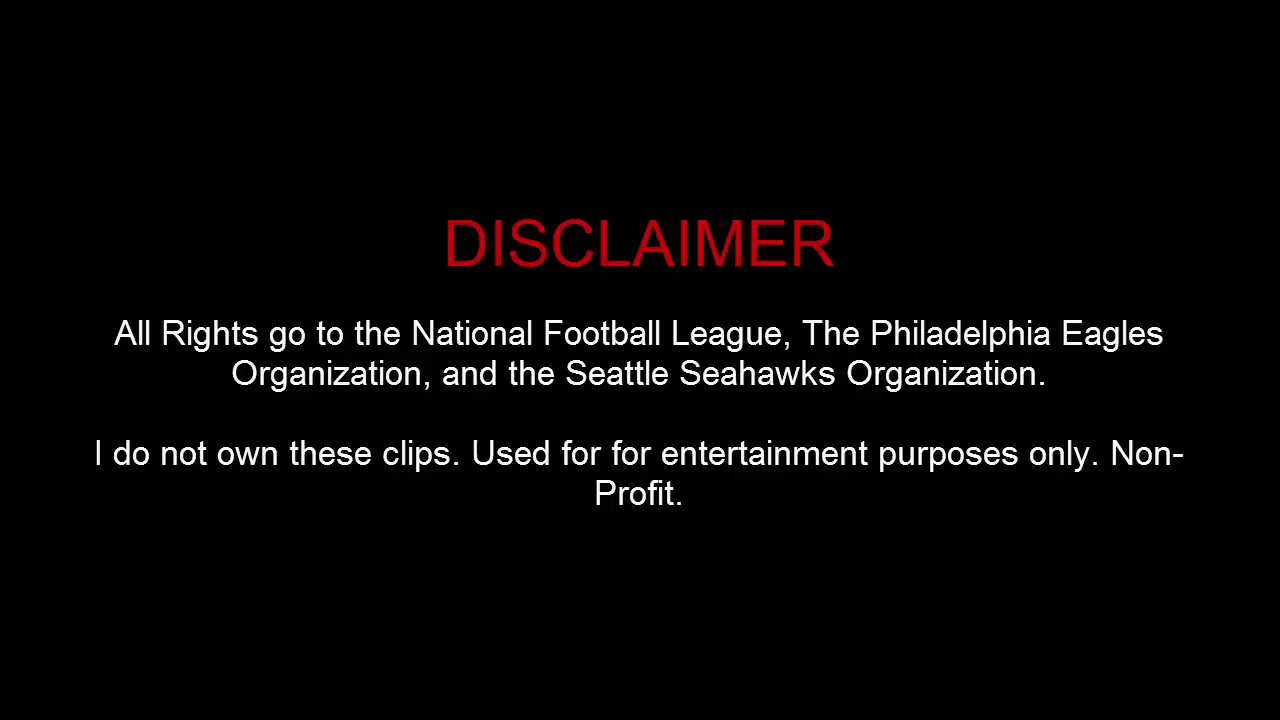 DISCLAIMER
All Rights go to the National Football League, The Philadelphia Eagles
Organization, and the Seattle Seahawks Organization.
I do not own these clips. Used for for entertainment purposes only. Non-
Profit.